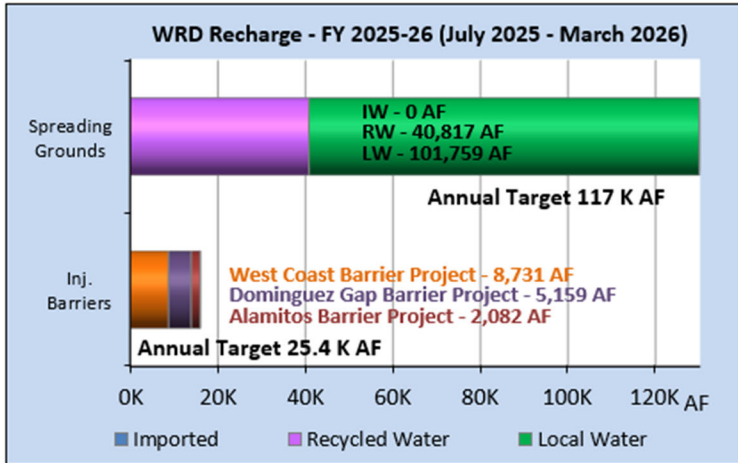 WRD Recharge - FY 2025-26 (July 2025 - March 2026)
Spreading
Grounds
IW - 0 AF
RW - 40,817 AF
LW - 101,759 AF
Annual Target 117 K AF
Inj.
Barriers
West Coast Barrier Project - 8,731 AF
Dominguez Gap Barrier Project - 5,159 AF
Alamitos Barrier Project - 2,082 AF
Annual Target 25.4 K AF
0K 20K 40K 60K 80K 100K 120K AF
Imported Recycled Water Local Water